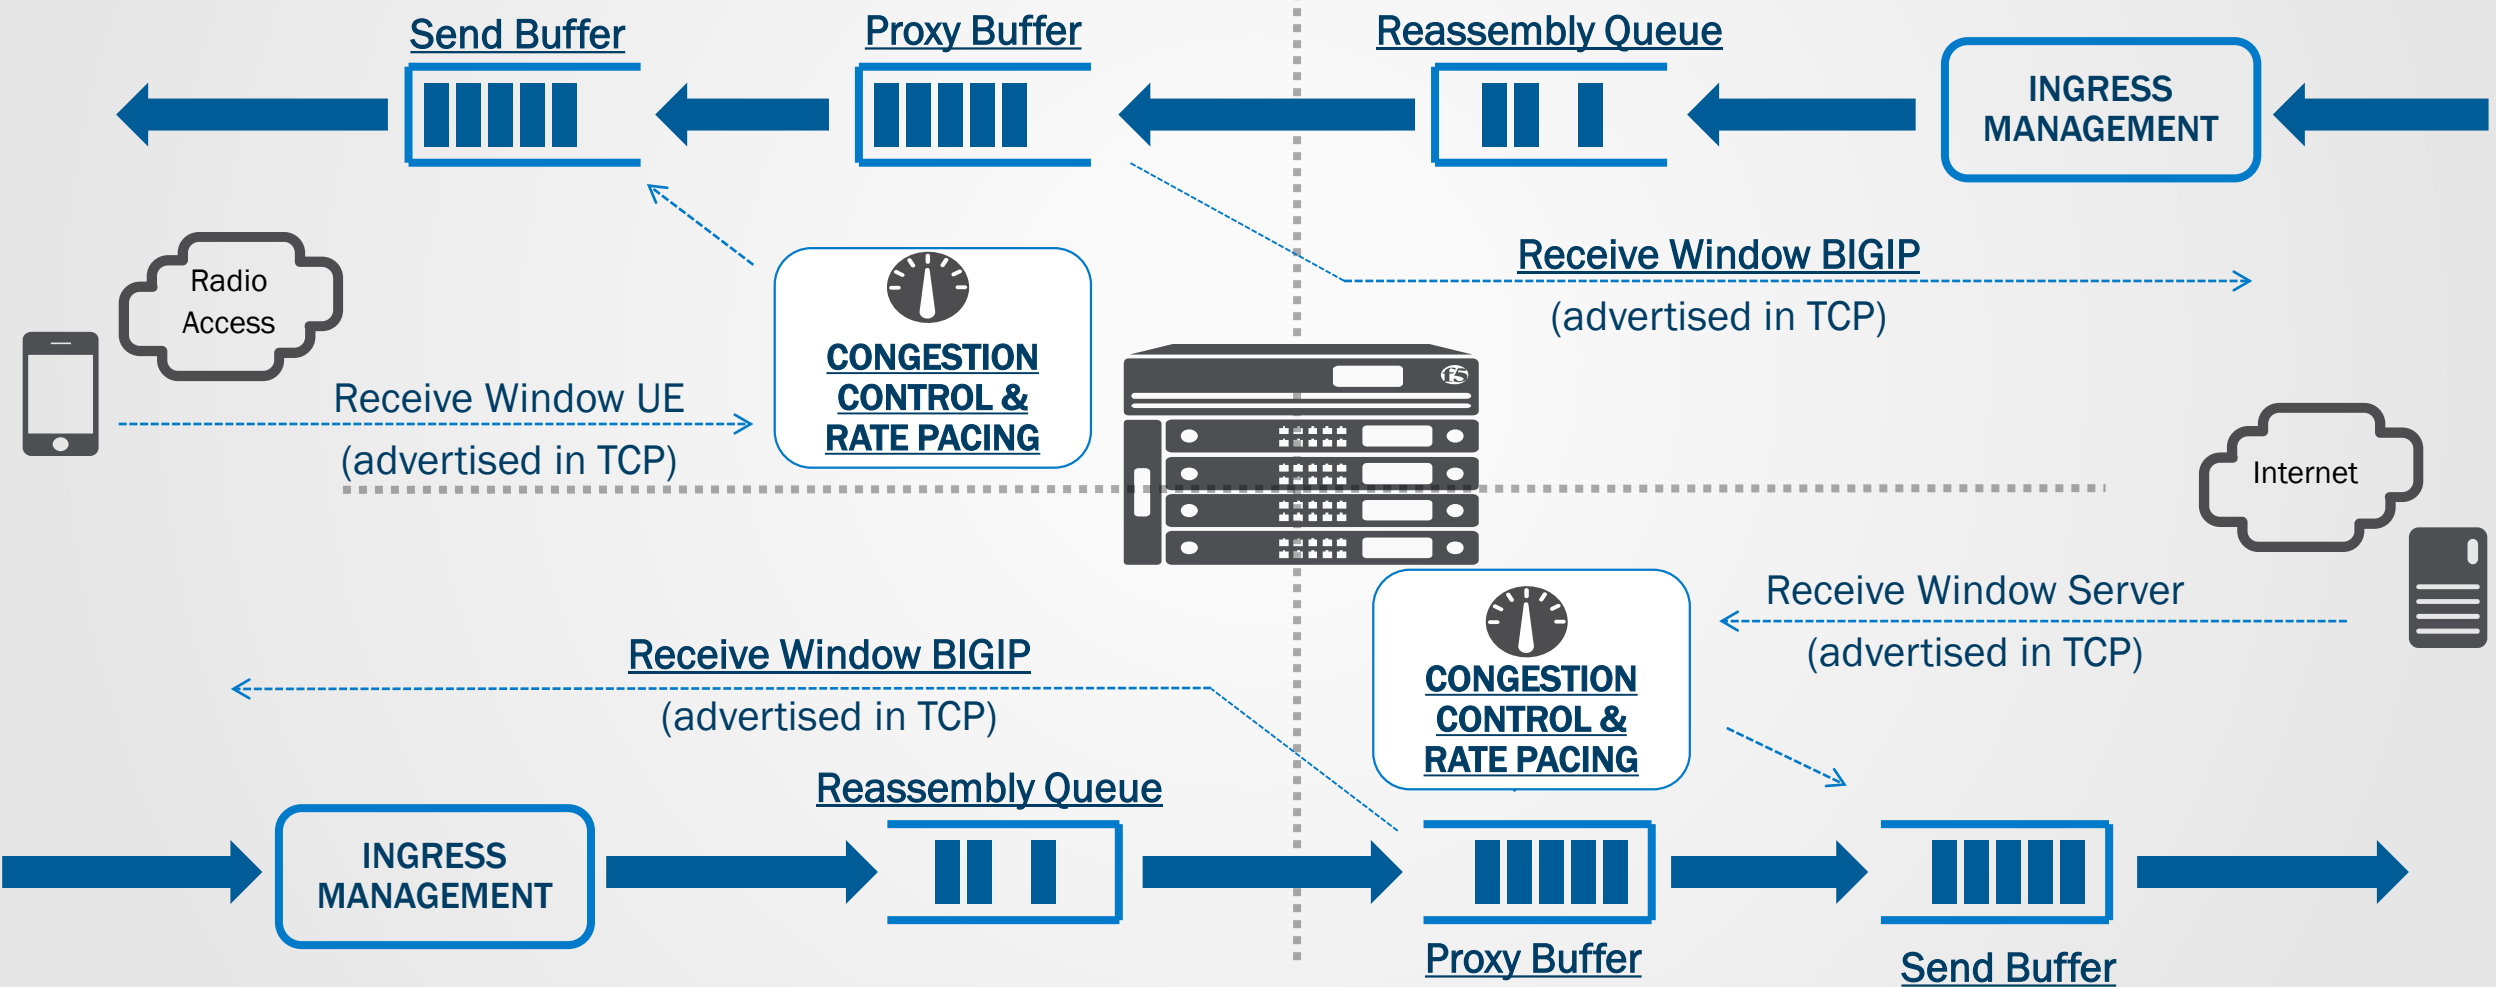 Send Buffer
Proxy Buffer
Reassembly Queue
INGRESS
MANAGEMENT
Radio
Access
Receive Window BIGIP
(advertised in TCP)
CONGESTION
CONTROL &
RATE PACING
Receive Window UE
(advertised in TCP)
f5
Internet
Receive Window Server
(advertised in TCP)
Receive Window BIGIP
(advertised in TCP)
CONGESTION
CONTROL &
RATE PACING
INGRESS
MANAGEMENT
Reassembly Queue
Proxy Buffer
Send Buffer